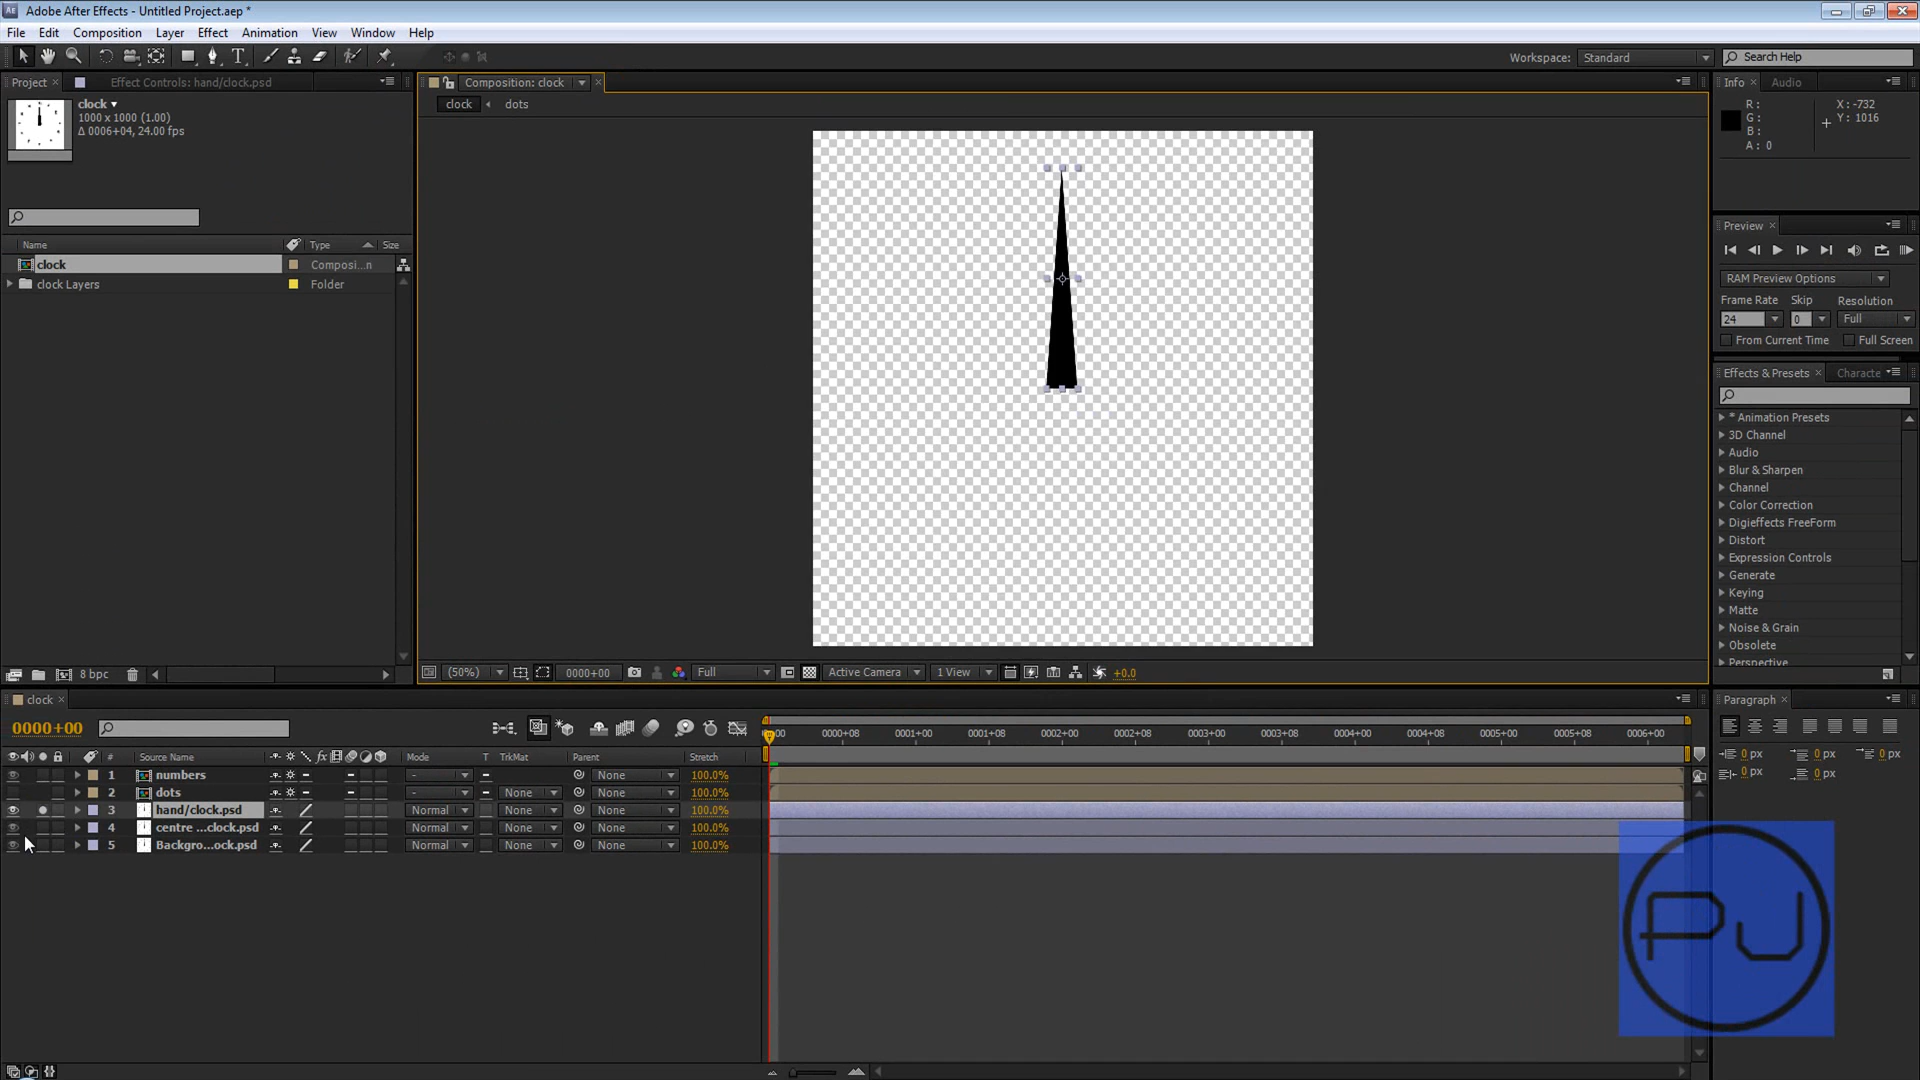 Adobe After Effects - Untitled Project.aep *
File Edit Composition Layer Effect Animation View Window Help
Workspace: Standard Search Help
Project Effect Controls: hand/clock.psd Composition: clock Info Audio
clock
1000 x 1000 (1.00)
Δ 0006+04, 24.00 fps
clock dots
R:
G:
B:
A: 0
X: -732
Y: 1016
Name Type Size
clock Composi...n
clock Layers Folder
Preview
RAM Preview Options
Frame Rate Skip Resolution
24 0 Full
From Current Time Full Screen
Effects & Presets Characte
* Animation Presets
3D Channel
Audio
Blur & Sharpen
Channel
Color Correction
Digieffects FreeForm
Distort
Expression Controls
Generate
Keying
Matte
Noise & Grain
Obsolete
Perspective
8 bpc
(50%) 0000+00 Full Active Camera 1 View +0.0
clock
0000+00
# Source Name fx Mode T TrkMat Parent Stretch
00 0000+08 0001+00 0001+08 0002+00 0002+08 0003+00 0003+08 0004+00 0004+08 0005+00 0005+08 0006+00
1 numbers - None 100.0%
2 dots - None None 100.0%
3 hand/clock.psd Normal None None 100.0%
4 centre ...clock.psd Normal None None 100.0%
5 Backgro...ock.psd Normal None None 100.0%
Paragraph
0 px 0 px 0 px
0 px 0 px
PJ